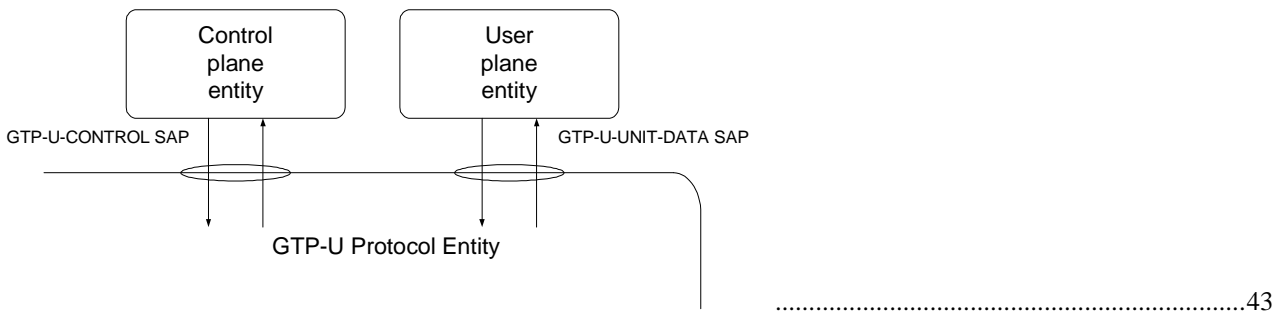 Control
plane
entity
User
plane
entity
GTP-U-CONTROL SAP
GTP-U-UNIT-DATA SAP
GTP-U Protocol Entity
...............................................................43